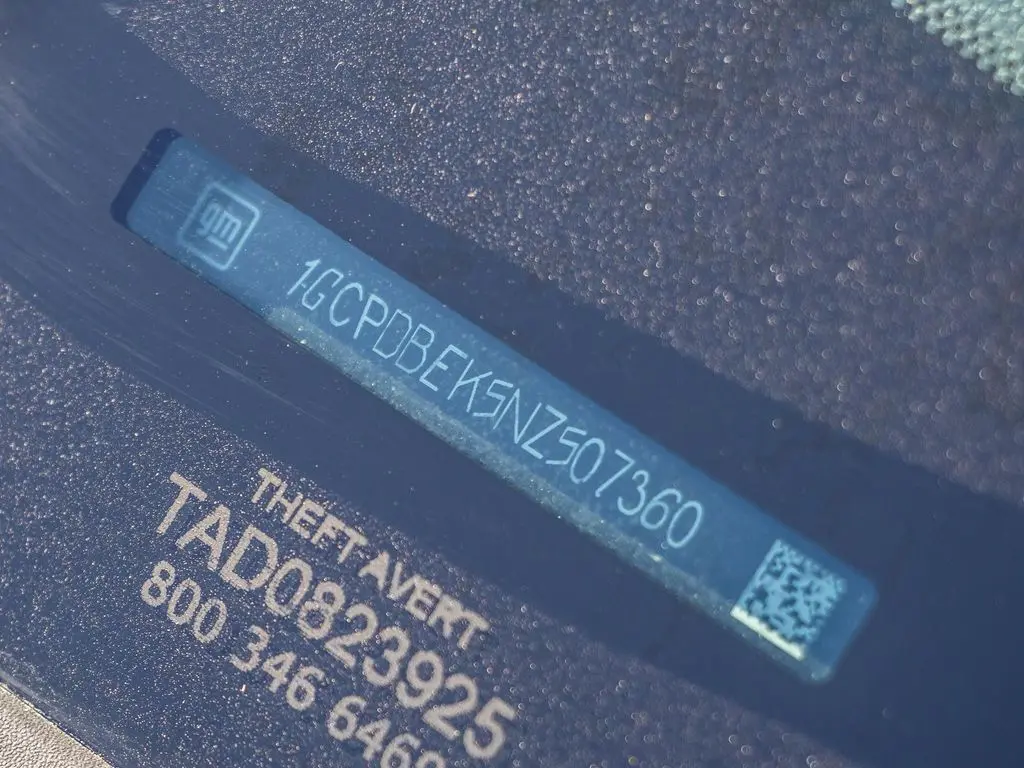 gm
1GCPDBEK5NZ507360
THEFT AVERT
TAD0823925
800 346